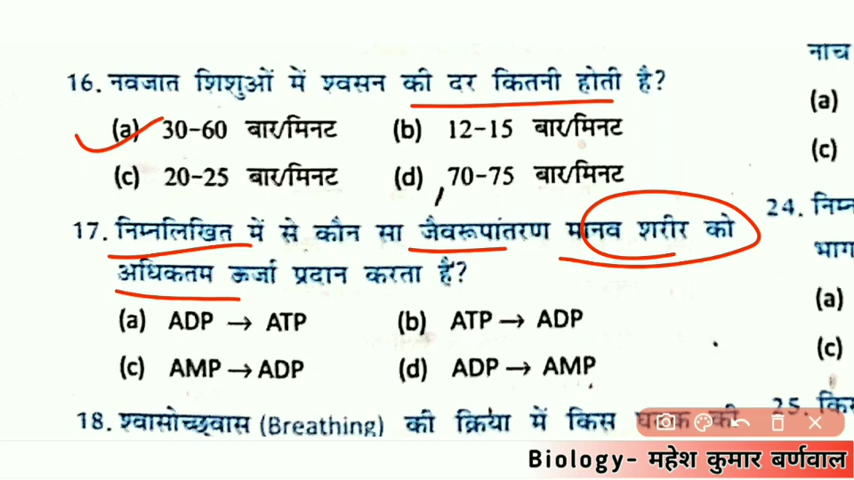 16. नवजात शिशुओं में श्वसन की दर कितनी होती है?
(a) 30-60 बार/मिनट (b) 12-15 बार/मिनट
(c) 20-25 बार/मिनट (d) 70-75 बार/मिनट
17. निम्नलिखित में से कौन सा जैवरूपांतरण मानव शरीर को
अधिकतम ऊर्जा प्रदान करता है?
(a) ADP → ATP (b) ATP → ADP
(c) AMP → ADP (d) ADP → AMP
18. श्वासोच्छ्वास (Breathing) की क्रिया में किस की
नाच
(a)
(c)
24. निम्न
भाग
(a)
(c)
25. किस
Biology- महेश कुमार बर्णवाल